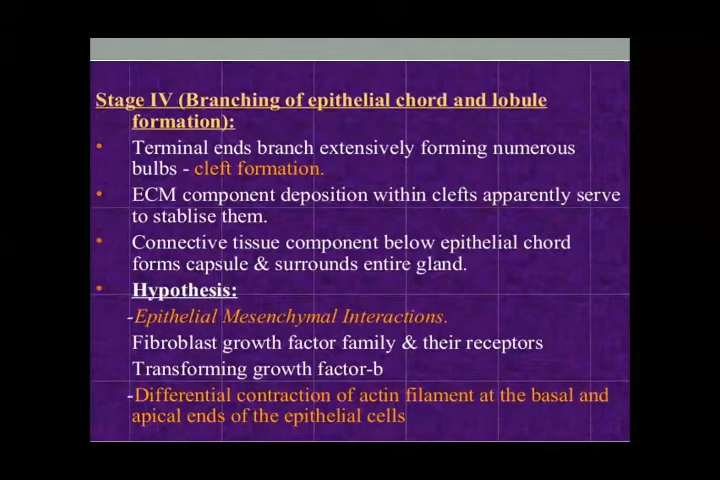 Stage IV (Branching of epithelial chord and lobule
formation):
• Terminal ends branch extensively forming numerous
bulbs - cleft formation.
• ECM component deposition within clefts apparently serve
to stablise them.
• Connective tissue component below epithelial chord
forms capsule & surrounds entire gland.
• Hypothesis:
-Epithelial Mesenchymal Interactions.
Fibroblast growth factor family & their receptors
Transforming growth factor-b
-Differential contraction of actin filament at the basal and
apical ends of the epithelial cells